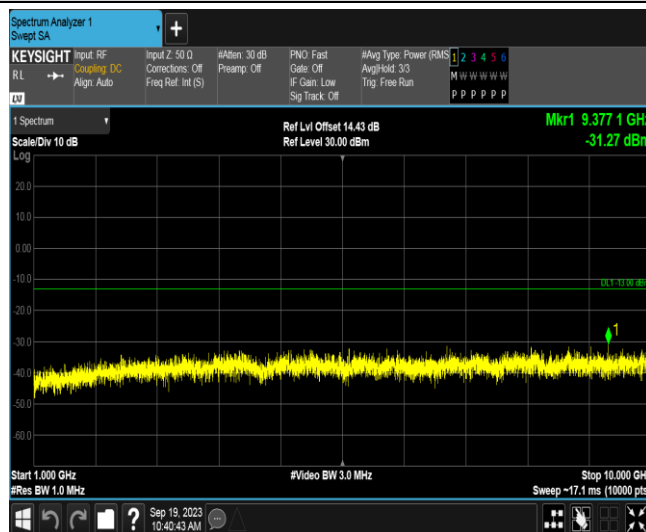 Spectrum Analyzer 1
Swept SA
KEYSIGHT Input: RF Input Z: 50 Ω #Atten: 30 dB PNO: Fast #Avg Type: Power (RMS 1 2 3 4 5 6
RL Coupling: DC Corrections: Off Preamp: Off Gate: Off Avg|Hold: 3/3 M W W W W W
Align: Auto Freq Ref: Int (S) IF Gain: Low Trig: Free Run
LXI Sig Track: Off P P P P P P
1 Spectrum Ref Lvl Offset 14.43 dB Mkr1 9.377 1 GHz
Scale/Div 10 dB Ref Level 30.00 dBm -31.27 dBm
Log
20.0
10.0
0.00
-10.0
DL1 -13.00 dBm
-20.0
-30.0 1
-40.0
-50.0
-60.0
Start 1.000 GHz #Video BW 3.0 MHz Stop 10.000 GHz
#Res BW 1.0 MHz Sweep ~17.1 ms (10000 pts
? Sep 19, 2023
10:40:43 AM